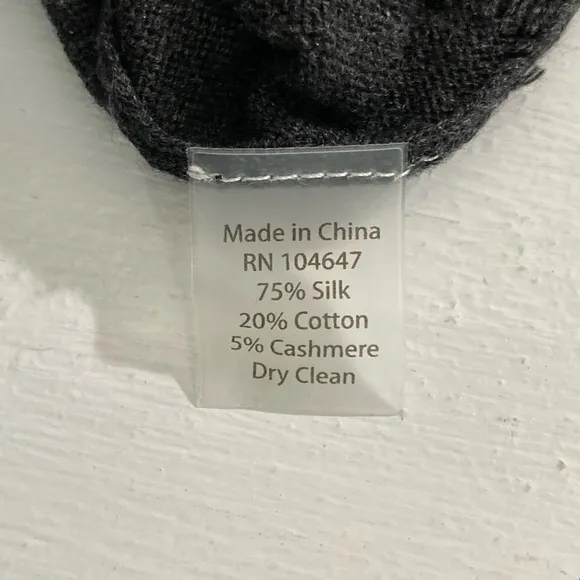 Made in China
RN 104647
75% Silk
20% Cotton
5% Cashmere
Dry Clean